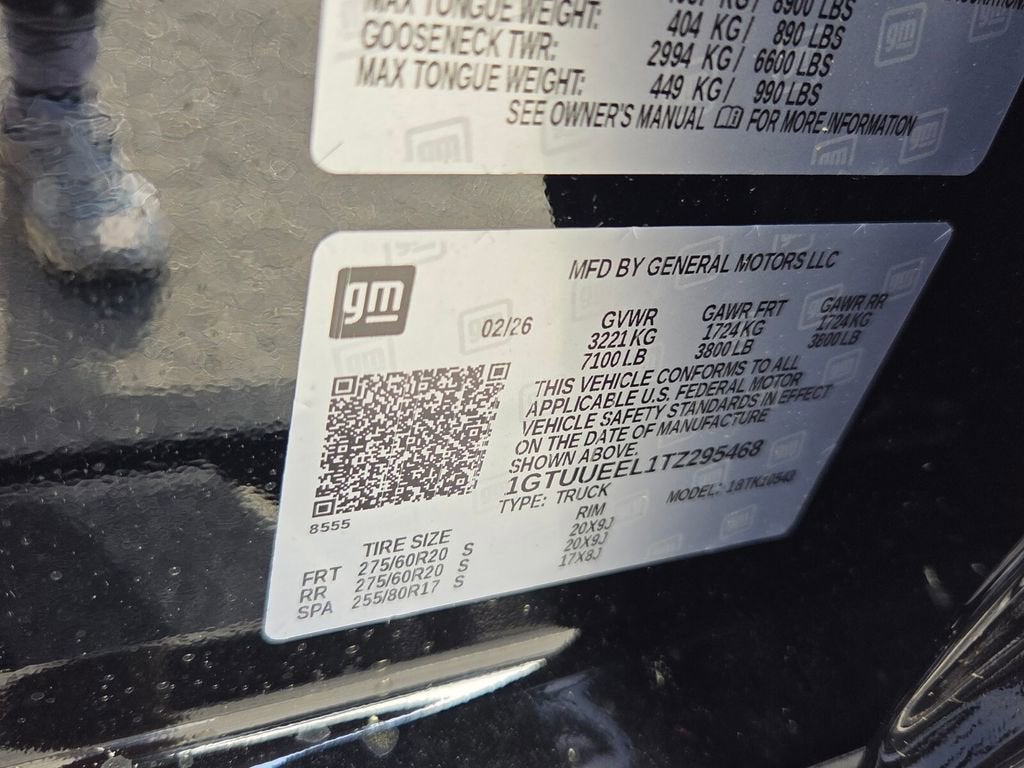 MAX TONGUE WEIGHT: 8900 LBS
404 KG/ 890 LBS
GOOSENECK TWR: 2994 KG/ 6600 LBS
MAX TONGUE WEIGHT: 449 KG/ 990 LBS
SEE OWNER'S MANUAL FOR MORE INFORMATION
gm
MFD BY GENERAL MOTORS LLC
02/26
GVWR GAWR FRT GAWR RR
3221 KG 1724 KG 1724 KG
7100 LB 3800 LB 3800 LB
THIS VEHICLE CONFORMS TO ALL
APPLICABLE U.S. FEDERAL MOTOR
VEHICLE SAFETY STANDARDS IN EFFECT
ON THE DATE OF MANUFACTURE
SHOWN ABOVE.
1GTUUEEL1TZ295468
TYPE: TRUCK MODEL:
8555
TIRE SIZE RIM
FRT 275/60R20 S 20X9J
RR 275/60R20 S 20X9J
SPA 255/80R17 S 17X8J